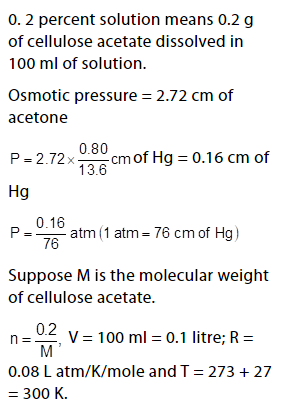 0. 2 percent solution means 0.2 g
of cellulose acetate dissolved in
100 ml of solution.
Osmotic pressure = 2.72 cm of
acetone
P = 2.72 × 0.80/13.6 cm of Hg = 0.16 cm of
Hg
P = 0.16/76 atm (1 atm = 76 cm of Hg)
Suppose M is the molecular weight
of cellulose acetate.
n = 0.2/M, V = 100 ml = 0.1 litre; R =
0.08 L atm/K/mole and T = 273 + 27
= 300 K.